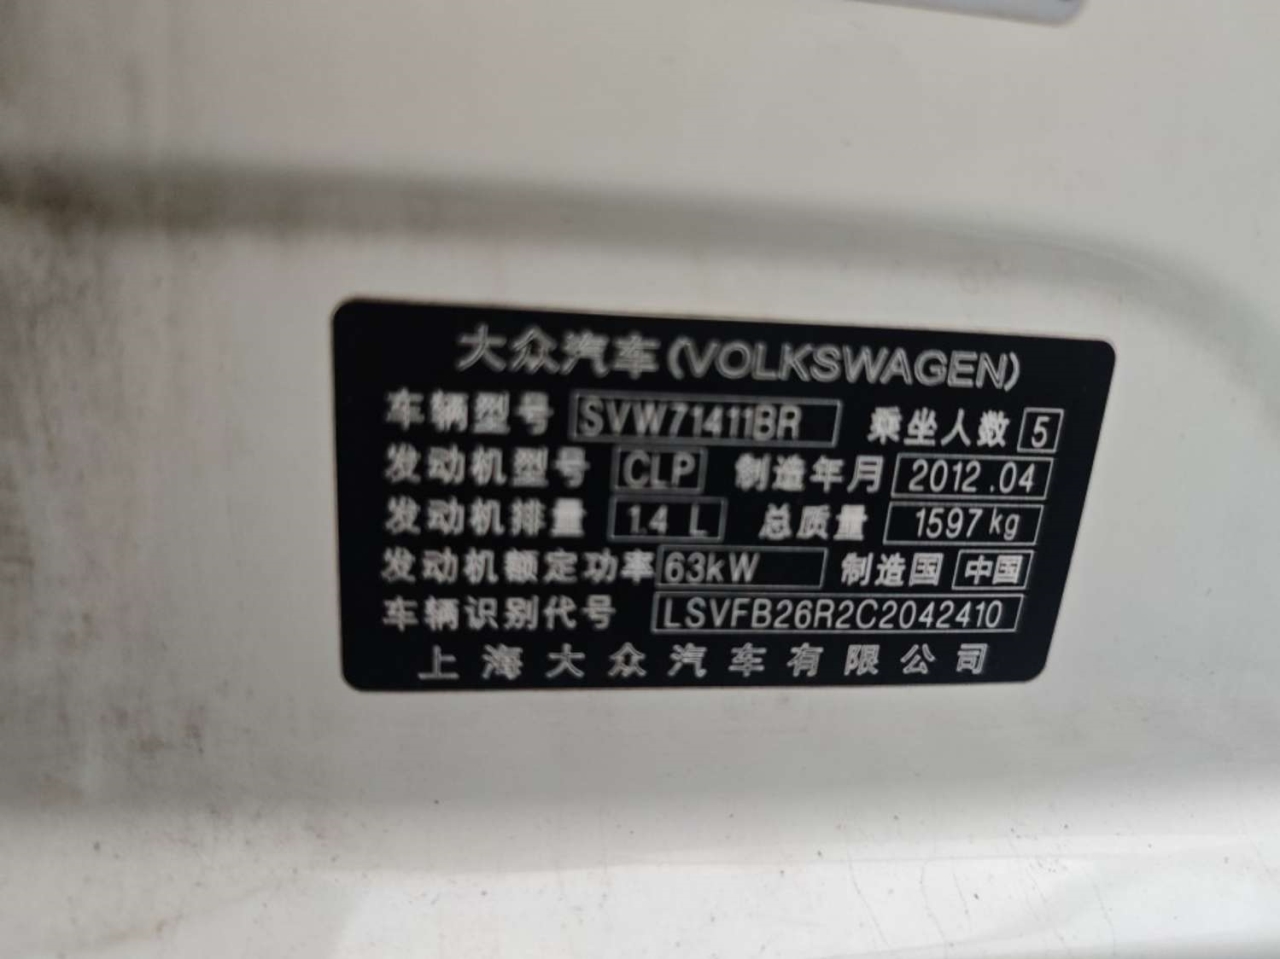 大众汽车(VOLKSWAGEN)
车辆型号 SVW71411BR 乘坐人数 5
发动机型号 CLP 制造年月 2012.04
发动机排量 1.4 L 总质量 1597kg
发动机额定功率 63kW 制造国 中国
车辆识别代号 LSVFB26R2C2042410
上海大众汽车有限公司